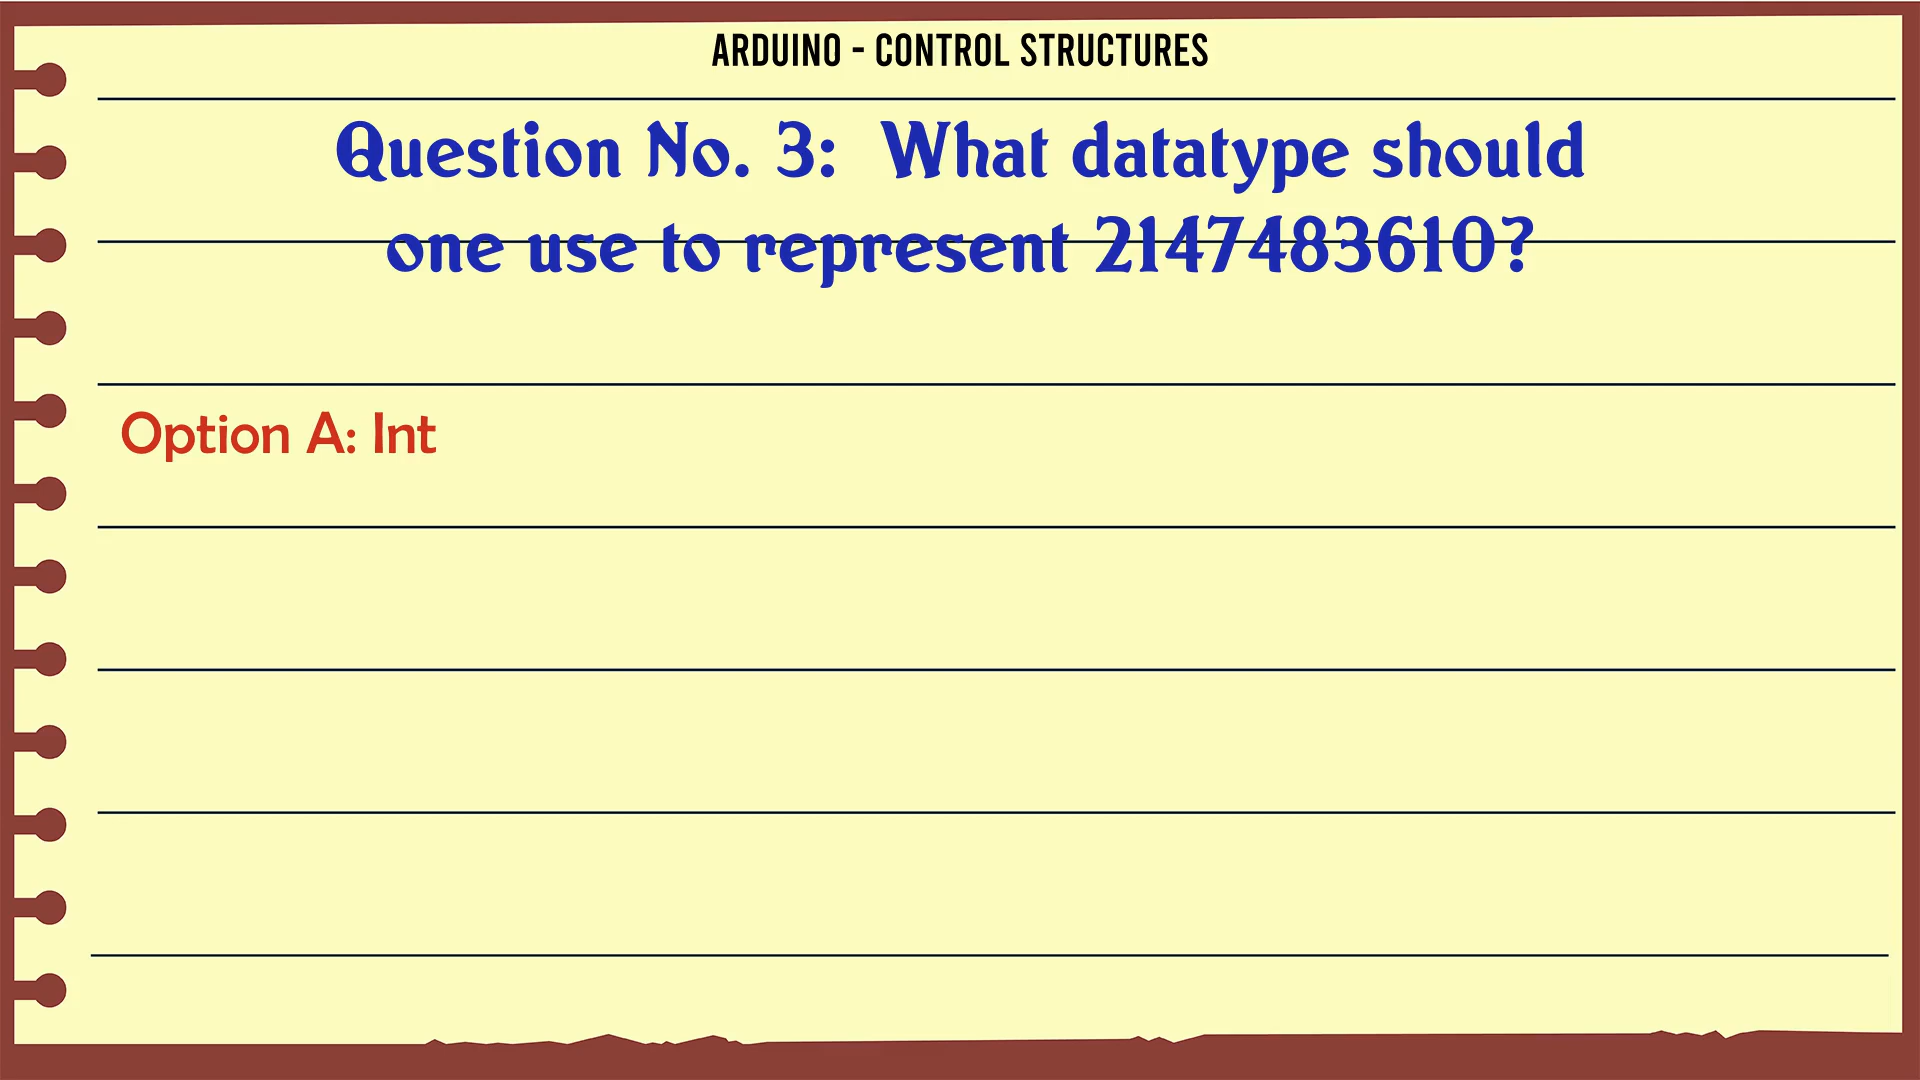 ARDUINO - CONTROL STRUCTURES
Question No. 3: What datatype should
one use to represent 2147483610?
Option A: Int